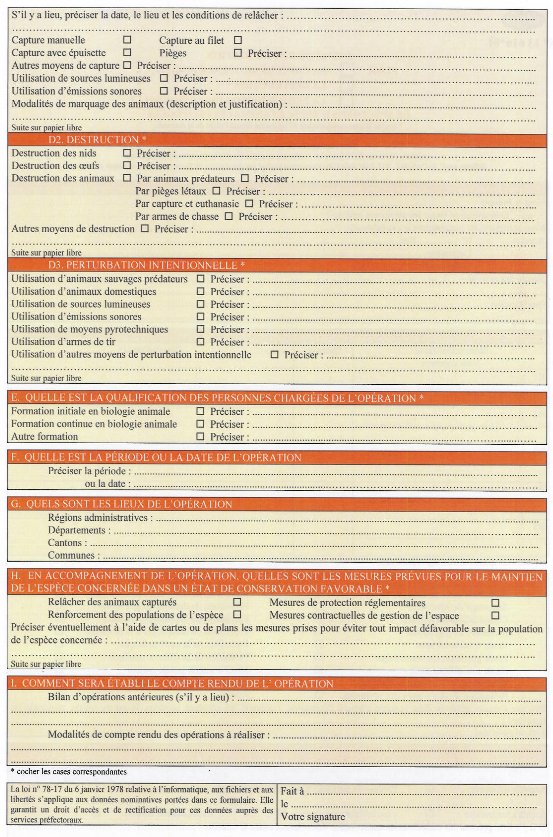 S'il y a lieu, préciser la date, le lieu et les conditions de relâcher :
Capture manuelle ☐ Capture au filet ☐
Capture avec épuisette ☐ Pièges ☐ Préciser :
Autres moyens de capture ☐ Préciser :
Utilisation de sources lumineuses ☐ Préciser :
Utilisation d'émissions sonores ☐ Préciser :
Modalités de marquage des animaux (description et justification) :
Suite sur papier libre
D2. DESTRUCTION *
Destruction des nids ☐ Préciser :
Destruction des œufs ☐ Préciser :
Destruction des animaux ☐ Par animaux prédateurs ☐ Préciser :
Par pièges létaux ☐ Préciser :
Par capture et euthanasie ☐ Préciser :
Par armes de chasse ☐ Préciser :
Autres moyens de destruction ☐ Préciser :
Suite sur papier libre
D3. PERTURBATION INTENTIONNELLE *
Utilisation d'animaux sauvages prédateurs ☐ Préciser :
Utilisation d'animaux domestiques ☐ Préciser :
Utilisation de sources lumineuses ☐ Préciser :
Utilisation d'émissions sonores ☐ Préciser :
Utilisation de moyens pyrotechniques ☐ Préciser :
Utilisation d'armes de tir ☐ Préciser :
Utilisation d'autres moyens de perturbation intentionnelle ☐ Préciser :
Suite sur papier libre
E. QUELLE EST LA QUALIFICATION DES PERSONNES CHARGÉES DE L'OPÉRATION *
Formation initiale en biologie animale ☐ Préciser :
Formation continue en biologie animale ☐ Préciser :
Autre formation ☐ Préciser :
F. QUELLE EST LA PÉRIODE OU LA DATE DE L'OPÉRATION
Préciser la période :
ou la date :
G. QUELS SONT LES LIEUX DE L'OPÉRATION
Régions administratives :
Départements :
Cantons :
Communes :
H. EN ACCOMPAGNEMENT DE L'OPÉRATION, QUELLES SONT LES MESURES PRÉVUES POUR LE MAINTIEN
DE L'ESPÈCE CONCERNÉE DANS UN ÉTAT DE CONSERVATION FAVORABLE *
Relâcher des animaux capturés ☐ Mesures de protection réglementaires ☐
Renforcement des populations de l'espèce ☐ Mesures contractuelles de gestion de l'espace ☐
Préciser éventuellement à l'aide de cartes ou de plans les mesures prises pour éviter tout impact défavorable sur la population
de l'espèce concernée :
Suite sur papier libre
I. COMMENT SERA ÉTABLI LE COMPTE RENDU DE L' OPÉRATION
Bilan d'opérations antérieures (s'il y a lieu) :
Modalités de compte rendu des opérations à réaliser :
* cocher les cases correspondantes
La loi n° 78-17 du 6 janvier 1978 relative à l'informatique, aux fichiers et aux
libertés s'applique aux données nominatives portées dans ce formulaire. Elle
garantit un droit d'accès et de rectification pour ces données auprès des
services préfectoraux.
Fait à
le
Votre signature